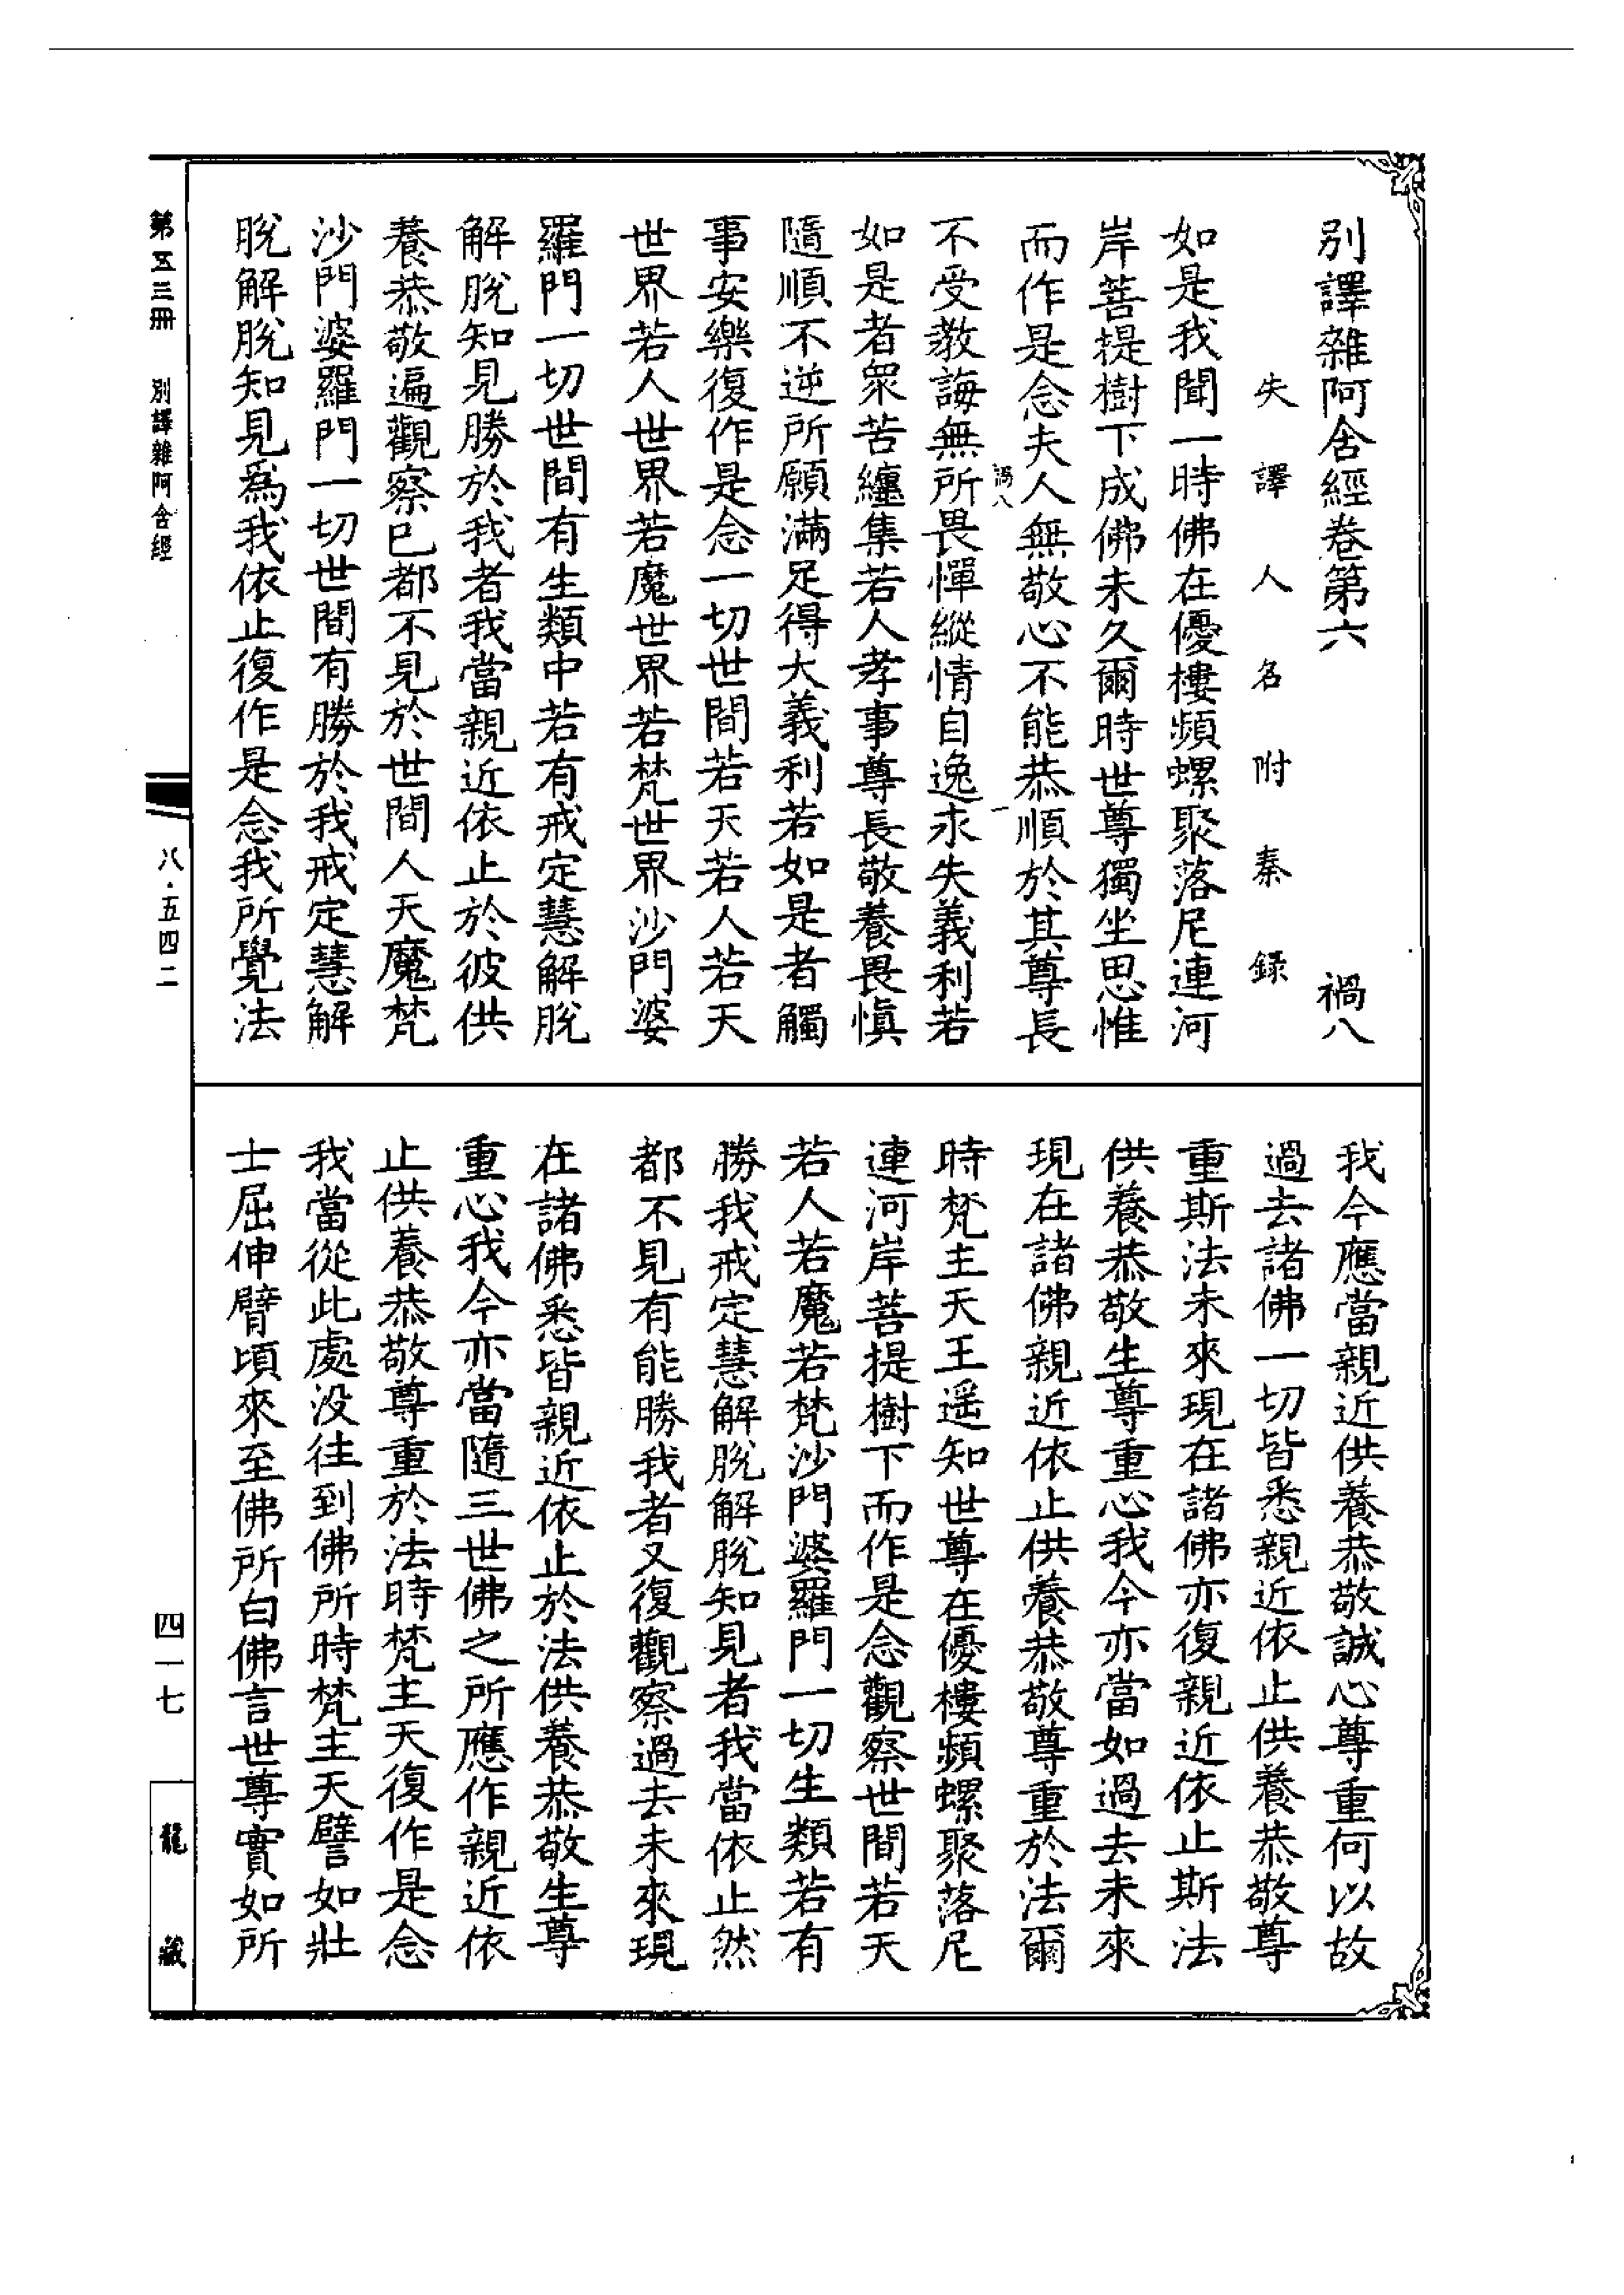 別譯雜阿含經卷第六　禍八
失譯人名附秦錄
如是我聞一時佛在優樓頻螺聚落尼連河
岸菩提樹下成佛未久爾時世尊獨坐思惟
而作是念夫人無敬心不能恭順於其尊長
禍八　一
不受教誨無所畏憚縱情自逸永失義利若
如是者衆苦纏集若人孝事尊長敬養畏慎
隨順不逆所願滿足得大義利若如是者觸
事安樂復作是念一切世間若天若人若天
世界若人世界若魔世界若梵世界沙門婆
羅門一切世間有生類中若有戒定慧解脫
解脫知見勝於我者我當親近依止於彼供
養恭敬遍觀察已都不見於世間人天魔梵
沙門婆羅門一切世間有勝於我戒定慧解
脫解脫知見爲我依止復作是念我所覺法
我今應當親近供養恭敬誠心尊重何以故
過去諸佛一切皆悉親近依止供養恭敬尊
重斯法未來現在諸佛亦復親近依止斯法
供養恭敬生尊重心我今亦當如過去未來
現在諸佛親近依止供養恭敬尊重於法爾
時梵主天王遥知世尊在優樓頻螺聚落尼
連河岸菩提樹下而作是念觀察世間若天
若人若魔若梵沙門婆羅門一切生類若有
勝我戒定慧解脫解脫知見者我當依止然
都不見有能勝我者又復觀察過去未來現
在諸佛悉皆親近依止於法供養恭敬生尊
重心我今亦當隨三世佛之所應作親近依
止供養恭敬尊重於法時梵主天復作是念
我當從此處没往到佛所時梵主天譬如壯
士屈伸臂頃來至佛所白佛言世尊實如所
第五三冊　別譯雜阿含經
八·五四二
四一七
龍藏